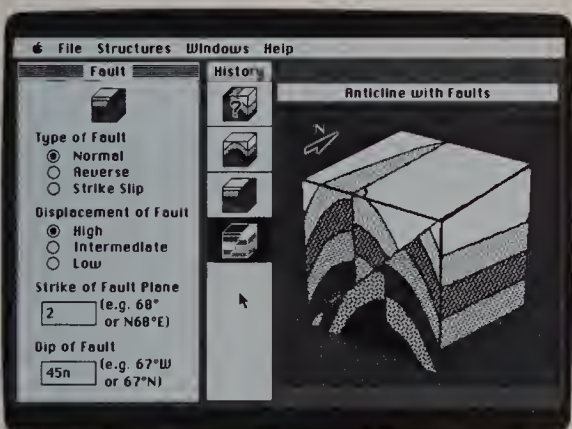 File Structures Windows Help
Fault
History
Anticline with Faults
N
Type of Fault
Normal
Reverse
Strike Slip
Displacement of Fault
High
Intermediate
Low
Strike of Fault Plane
2
(e.g. 68°
or N68°E)
Dip of Fault
45n
(e.g. 67°W
or 67°N)
?